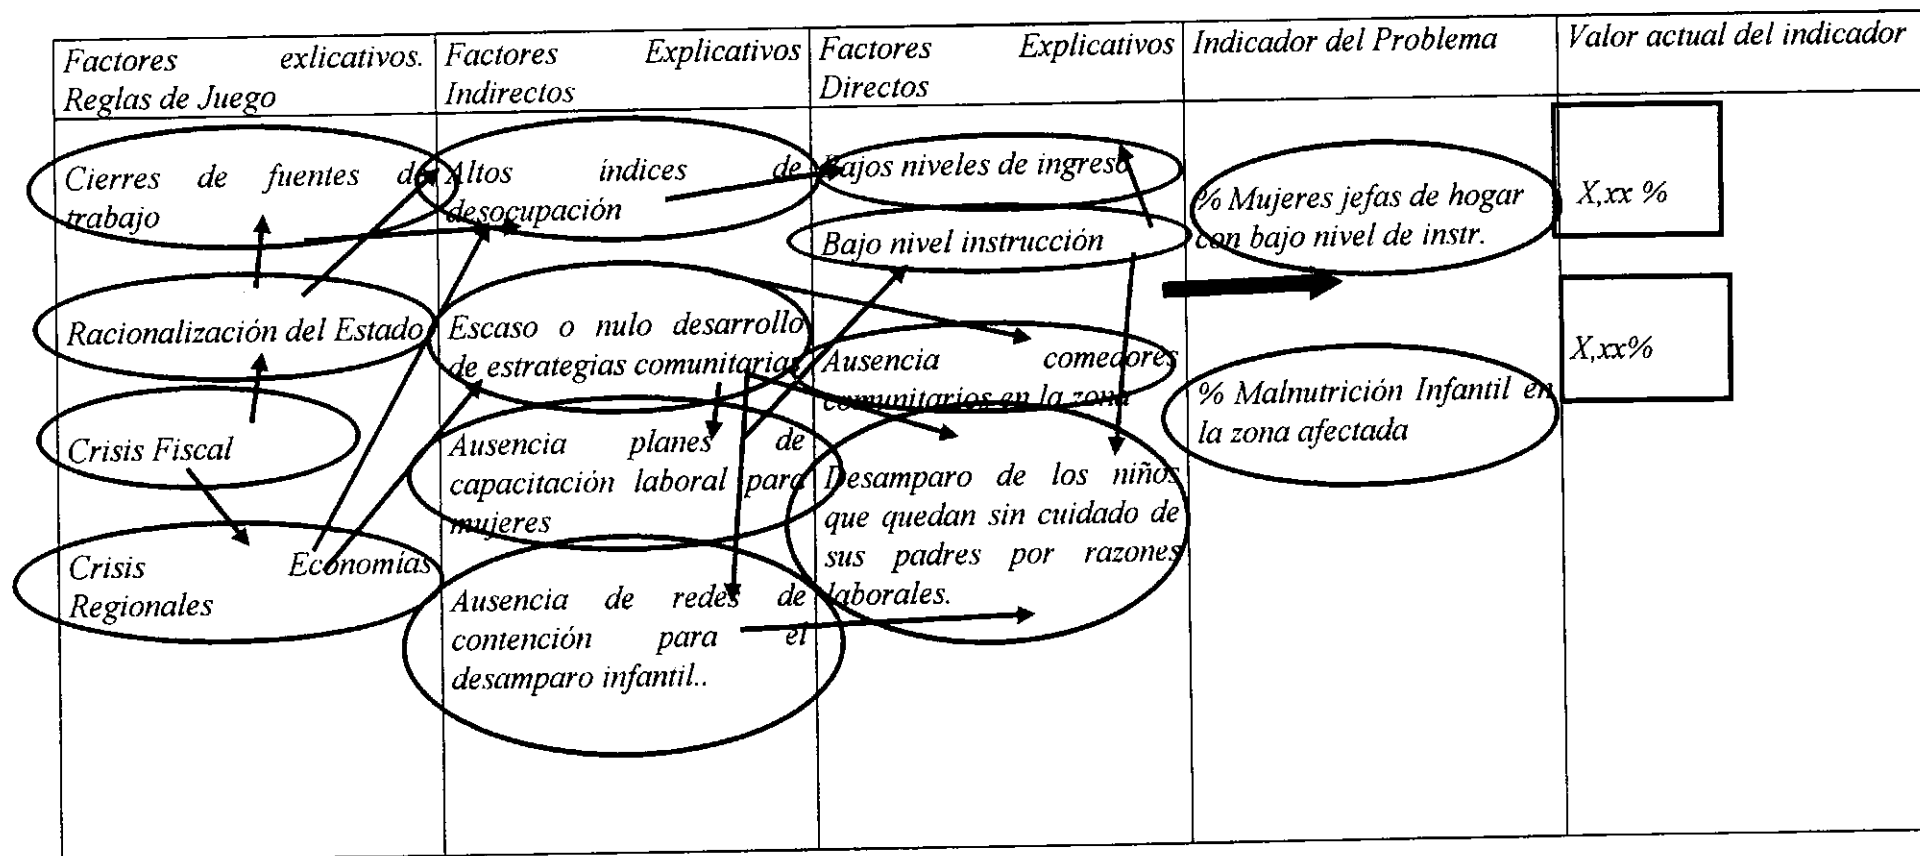 Factores exlicativos.
Reglas de Juego
Factores Explicativos
Indirectos
Factores Explicativos
Directos
Indicador del Problema
Valor actual del indicador
Cierres de fuentes de
trabajo
Racionalización del Estado
Crisis Fiscal
Crisis Economías
Regionales
Altos índices de
desocupación
Escaso o nulo desarrollo
de estrategias comunitarias
Ausencia planes de
capacitación laboral para
mujeres
Ausencia de redes de
contención para el
desamparo infantil..
Bajos niveles de ingreso
Bajo nivel instrucción
Ausencia comedores
comunitarios en la zona
Desamparo de los niños
que quedan sin cuidado de
sus padres por razones
laborales.
% Mujeres jefas de hogar
con bajo nivel de instr.
% Malnutrición Infantil en
la zona afectada
X,xx %
X,xx%